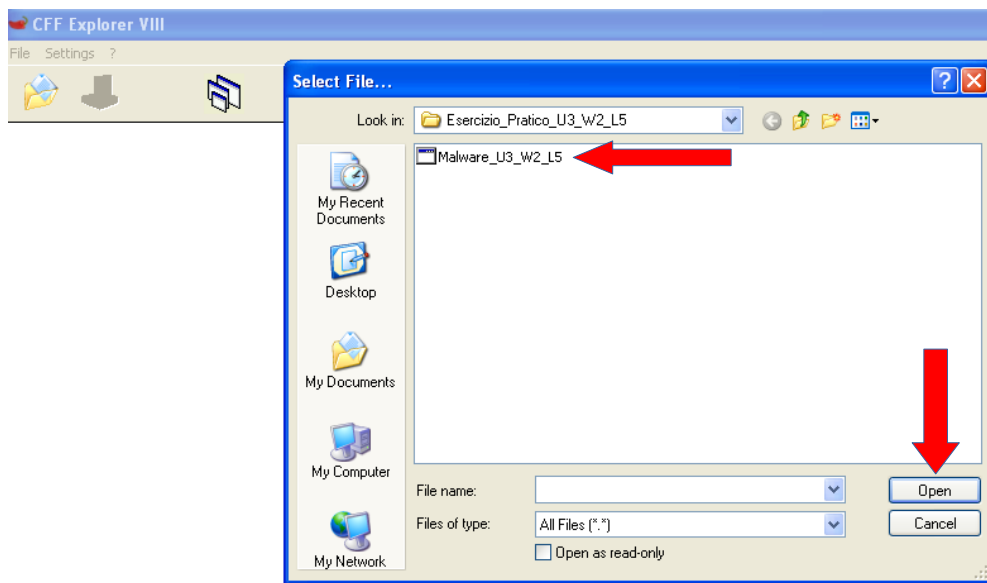 CFF Explorer VIII
File Settings ?
Select File...
Look in: Esercizio_Pratico_U3_W2_L5
Malware_U3_W2_L5
My Recent
Documents
Desktop
My Documents
My Computer
My Network
File name:
Open
Files of type: All Files (*.*)
Cancel
Open as read-only